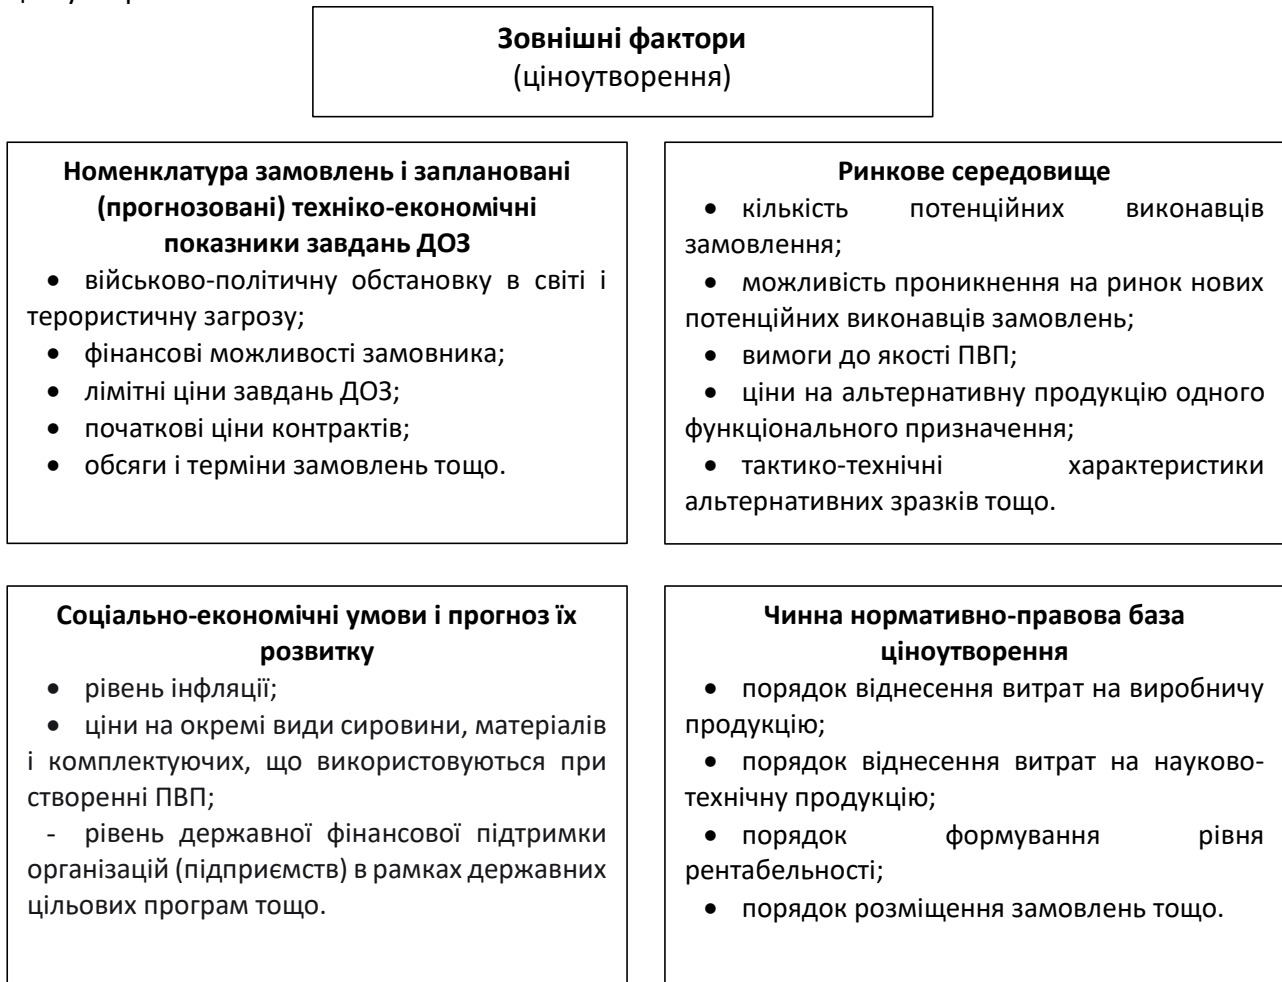 Зовнішні фактори
(ціноутворення)
Номенклатура замовлень і заплановані
(прогнозовані) техніко-економічні
показники завдань ДОЗ
• військово-політичну обстановку в світі і
терористичну загрозу;
• фінансові можливості замовника;
• лімітні ціни завдань ДОЗ;
• початкові ціни контрактів;
• обсяги і терміни замовлень тощо.
Ринкове середовище
• кількість потенційних виконавців
замовлення;
• можливість проникнення на ринок нових
потенційних виконавців замовлень;
• вимоги до якості ПВП;
• ціни на альтернативну продукцію одного
функціонального призначення;
• тактико-технічні характеристики
альтернативних зразків тощо.
Соціально-економічні умови і прогноз їх
розвитку
• рівень інфляції;
• ціни на окремі види сировини, матеріалів
і комплектуючих, що використовуються при
створенні ПВП;
- рівень державної фінансової підтримки
організацій (підприємств) в рамках державних
цільових програм тощо.
Чинна нормативно-правова база
ціноутворення
• порядок віднесення витрат на виробничу
продукцію;
• порядок віднесення витрат на науково-
технічну продукцію;
• порядок формування рівня
рентабельності;
• порядок розміщення замовлень тощо.